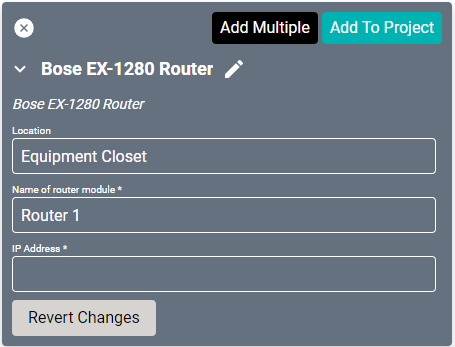 Add Multiple Add To Project
Bose EX-1280 Router
Bose EX-1280 Router
Location
Equipment Closet
Name of router module *
Router 1
IP Address *
Revert Changes